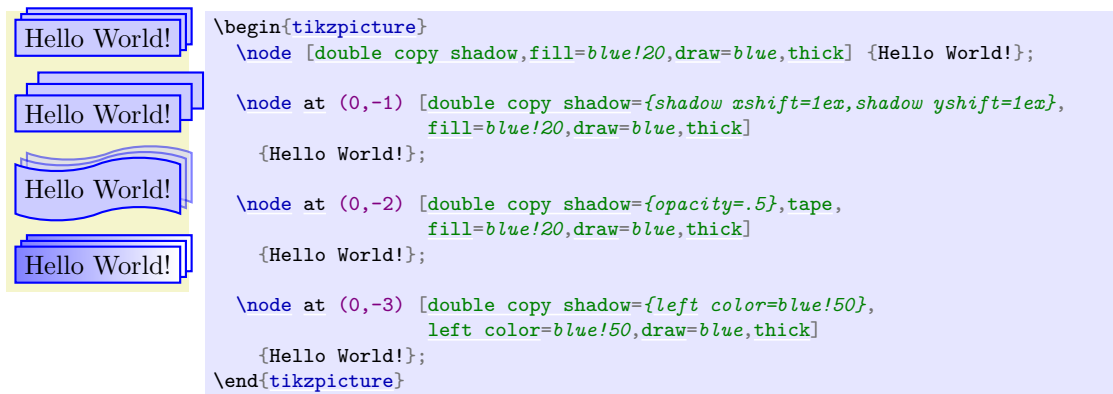 Hello World!
Hello World!
Hello World!
Hello World!
\begin{tikzpicture}
  \node [double copy shadow,fill=blue!20,draw=blue,thick] {Hello World!};

  \node at (0,-1) [double copy shadow={shadow xshift=1ex,shadow yshift=1ex},
                   fill=blue!20,draw=blue,thick]
    {Hello World!};

  \node at (0,-2) [double copy shadow={opacity=.5},tape,
                   fill=blue!20,draw=blue,thick]
    {Hello World!};

  \node at (0,-3) [double copy shadow={left color=blue!50},
                   left color=blue!50,draw=blue,thick]
    {Hello World!};
\end{tikzpicture}